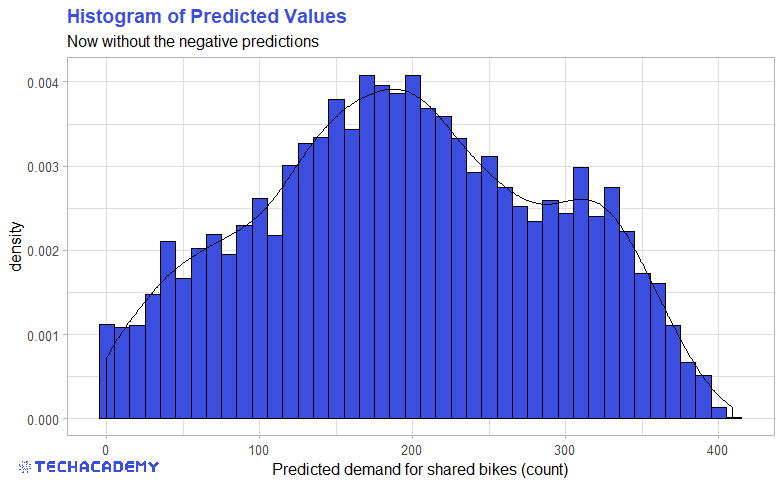 Histogram of Predicted Values
Now without the negative predictions
0.004
0.003
0.002
0.001
0.000
density
0 100 200 300 400
Predicted demand for shared bikes (count)
TECHACADEMY